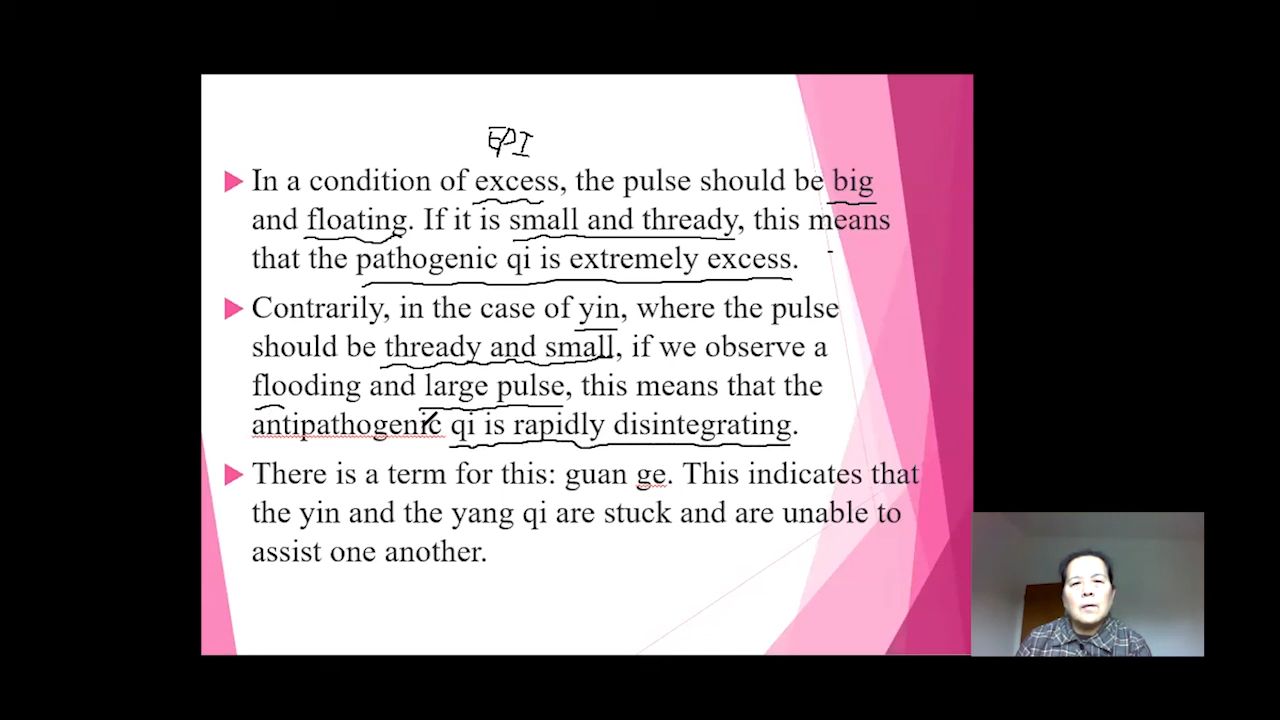 EPI
In a condition of excess, the pulse should be big
and floating. If it is small and thready, this means
that the pathogenic qi is extremely excess.
Contrarily, in the case of yin, where the pulse
should be thready and small, if we observe a
flooding and large pulse, this means that the
antipathogenic qi is rapidly disintegrating.
There is a term for this: guan ge. This indicates that
the yin and the yang qi are stuck and are unable to
assist one another.